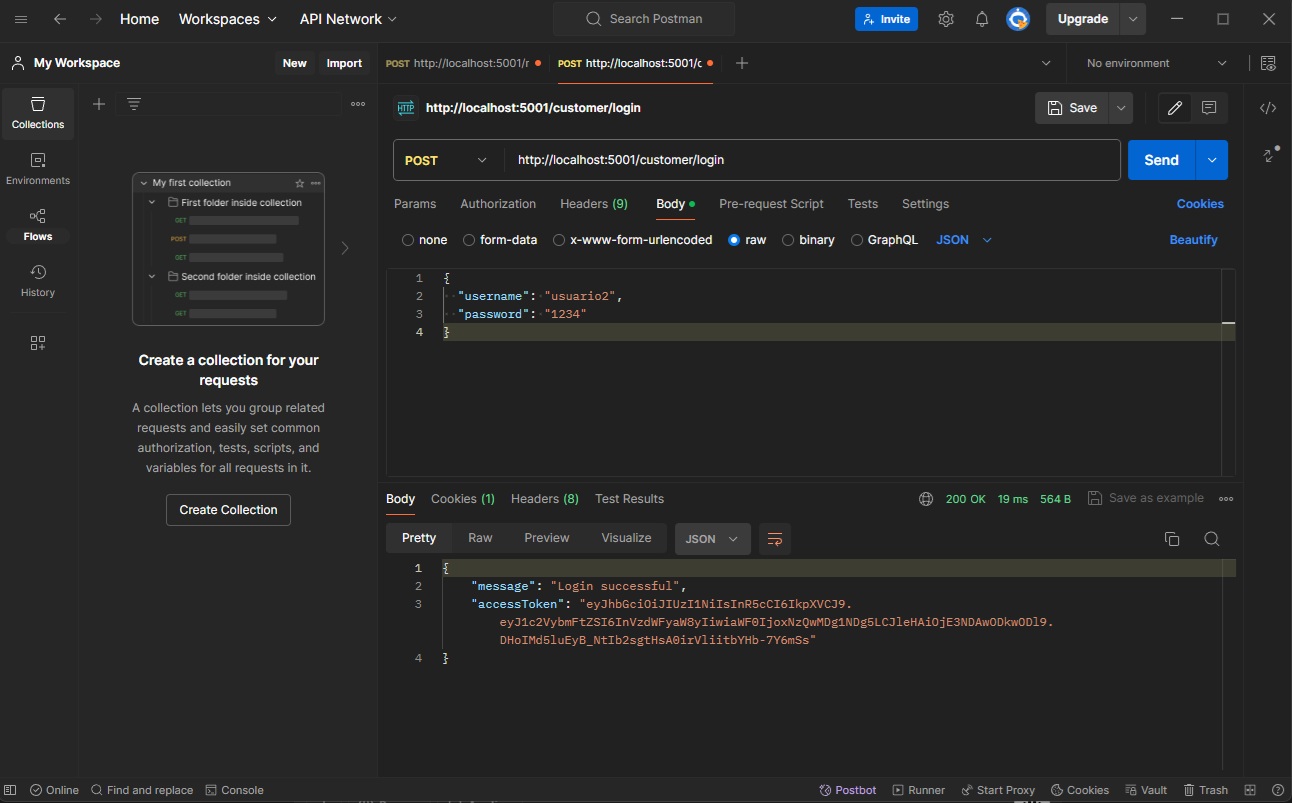 Home Workspaces API Network Search Postman Invite Upgrade
My Workspace New Import POST http://localhost:5001/r POST http://localhost:5001/c No environment
Collections
Environments
Flows
History
My first collection
First folder inside collection
GET
POST
GET
Second folder inside collection
GET
GET
Create a collection for your
requests
A collection lets you group related
requests and easily set common
authorization, tests, scripts, and
variables for all requests in it.
Create Collection
HTTP http://localhost:5001/customer/login Save
POST http://localhost:5001/customer/login Send
Params Authorization Headers (9) Body Pre-request Script Tests Settings Cookies
none form-data x-www-form-urlencoded raw binary GraphQL JSON Beautify
1 {
2 "username": "usuario2",
3 "password": "1234"
4 }
Body Cookies (1) Headers (8) Test Results 200 OK 19 ms 564 B Save as example
Pretty Raw Preview Visualize JSON
1 {
2 "message": "Login successful",
3 "accessToken": "eyJhbGciOiJIUzI1NiIsInR5cCI6IkpXVCJ9.
eyJ1c2VybmFtZSI6InVzdWFyaW8yIiwiaWF0IjoxNzQwMDg1NDg5LCJleHAiOjE3NDAwODkwODl9.
DHoIMd5luEyB_NtIb2sgtHsA0irVliitbYHb-7Y6mSs"
4 }
Online Find and replace Console Postbot Runner Start Proxy Cookies Vault Trash